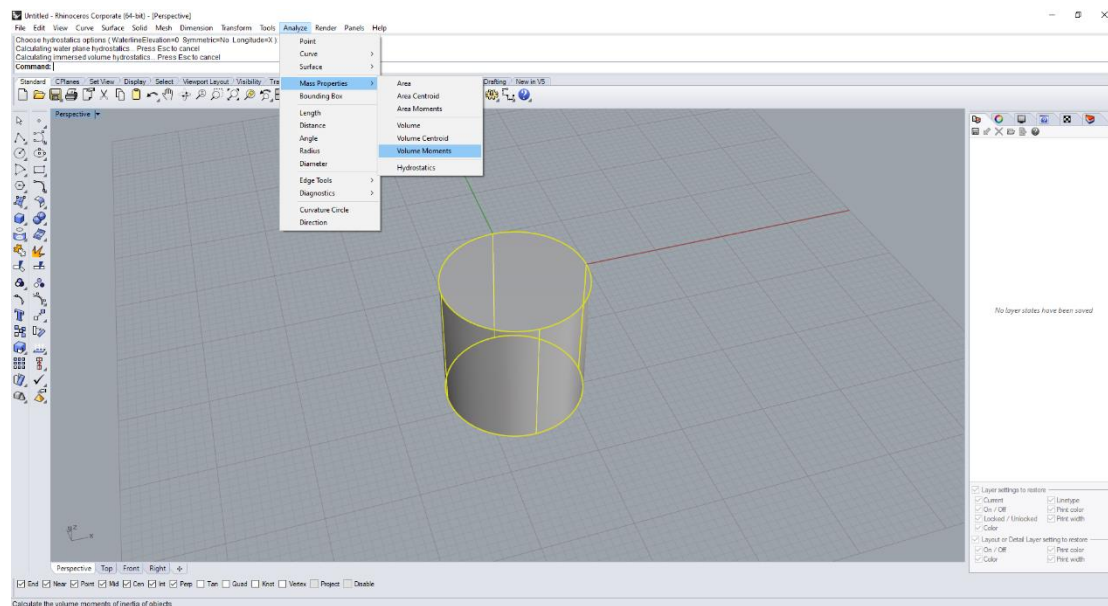 Untitled - Rhinoceros Corporate (64-bit) - [Perspective]
File Edit View Curve Surface Solid Mesh Dimension Transform Tools Analyze Render Panels Help
Choose hydrostatics options ( WaterlineElevation=0 Symmetric=No Longitude=X )
Calculating water plane hydrostatics... Press Esc to cancel
Calculating immersed volume hydrostatics... Press Esc to cancel
Command:
Standard CPlanes Set View Display Select Viewport Layout Visibility Tra
Drafting New in V5
Point
Curve
Surface
Mass Properties
Bounding Box
Length
Distance
Angle
Radius
Diameter
Edge Tools
Diagnostics
Curvature Circle
Direction
Area
Area Centroid
Area Moments
Volume
Volume Centroid
Volume Moments
Hydrostatics
Perspective
No layer states have been saved
z
x
Layer settings to restore
Current Linetype
On / Off Print color
Locked / Unlocked Print width
Color
Layout or Detail Layer setting to restore
On / Off Print color
Color Print width
Perspective Top Front Right
End Near Point Mid Cen Int Perp Tan Quad Knot Vertex Project Disable
Calculate the volume moments of inertia of objects